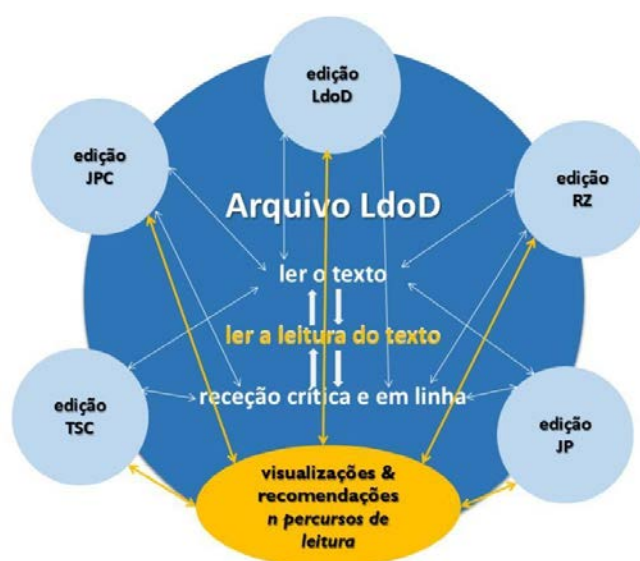 edição
LdoD
edição
JPC
edição
RZ
Arquivo LdoD
ler o texto
ler a leitura do texto
receção crítica e em linha
edição
TSC
edição
JP
visualizações &
recomendações
n percursos de
leitura